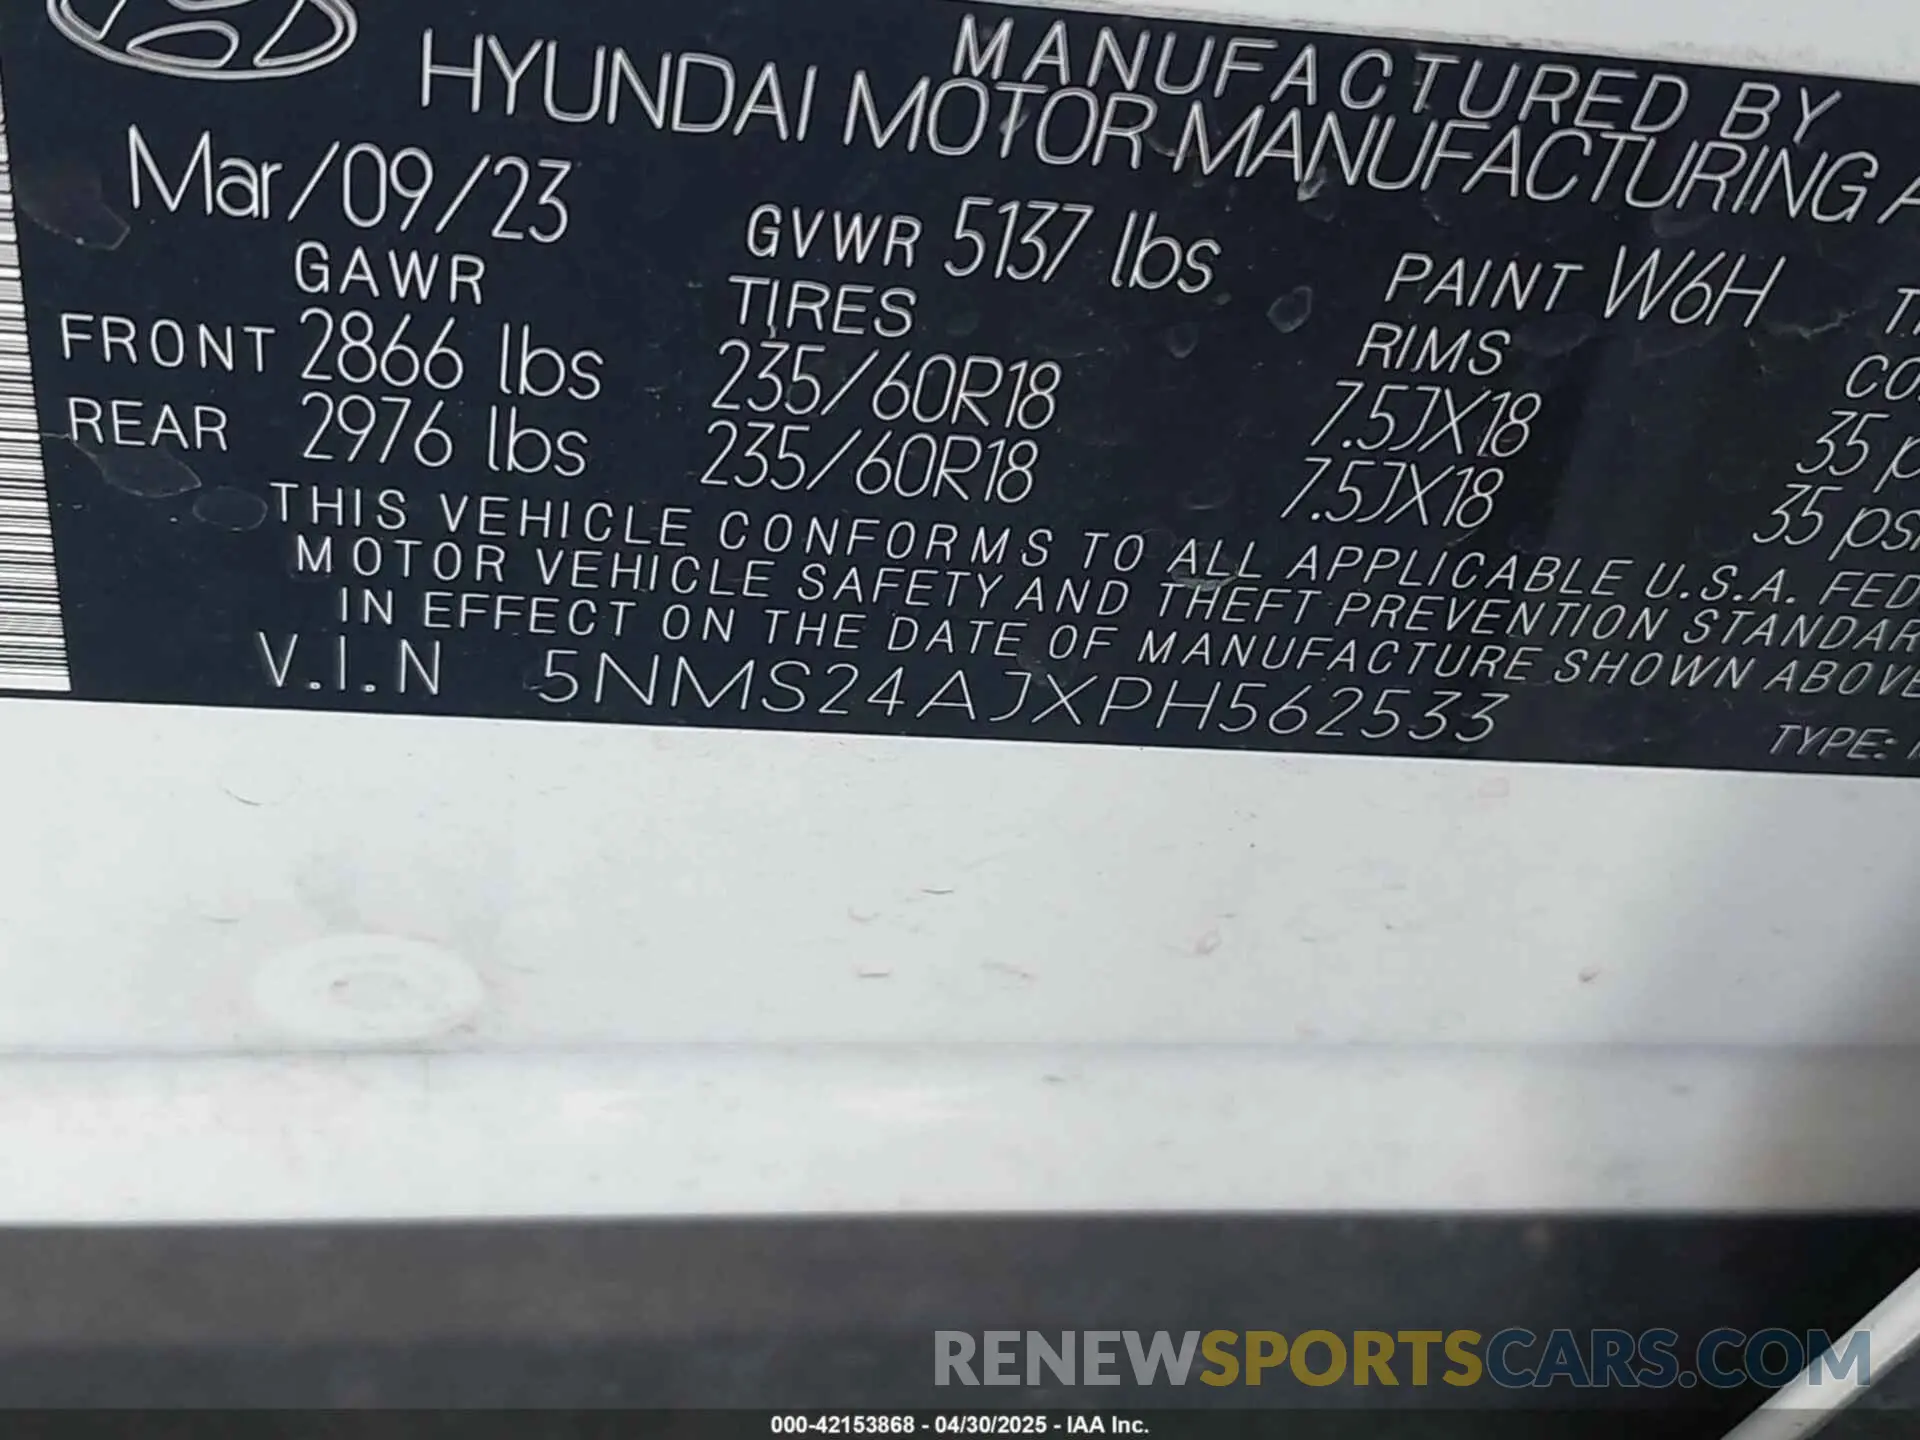 MANUFACTURED BY
HYUNDAI MOTOR MANUFACTURING A
Mar/09/23 GVWR 5137 lbs PAINT W6H
GAWR TIRES RIMS
FRONT 2866 lbs 235/60R18 7.5JX18 35 p
REAR 2976 lbs 235/60R18 7.5JX18 35 psi
THIS VEHICLE CONFORMS TO ALL APPLICABLE U.S.A. FED
MOTOR VEHICLE SAFETY AND THEFT PREVENTION STANDAR
IN EFFECT ON THE DATE OF MANUFACTURE SHOWN ABOVE
V.I.N 5NMS24AJXPH562533
TYPE:
RENEWSPORTSCARS.COM
000-42153868 - 04/30/2025 - IAA Inc.